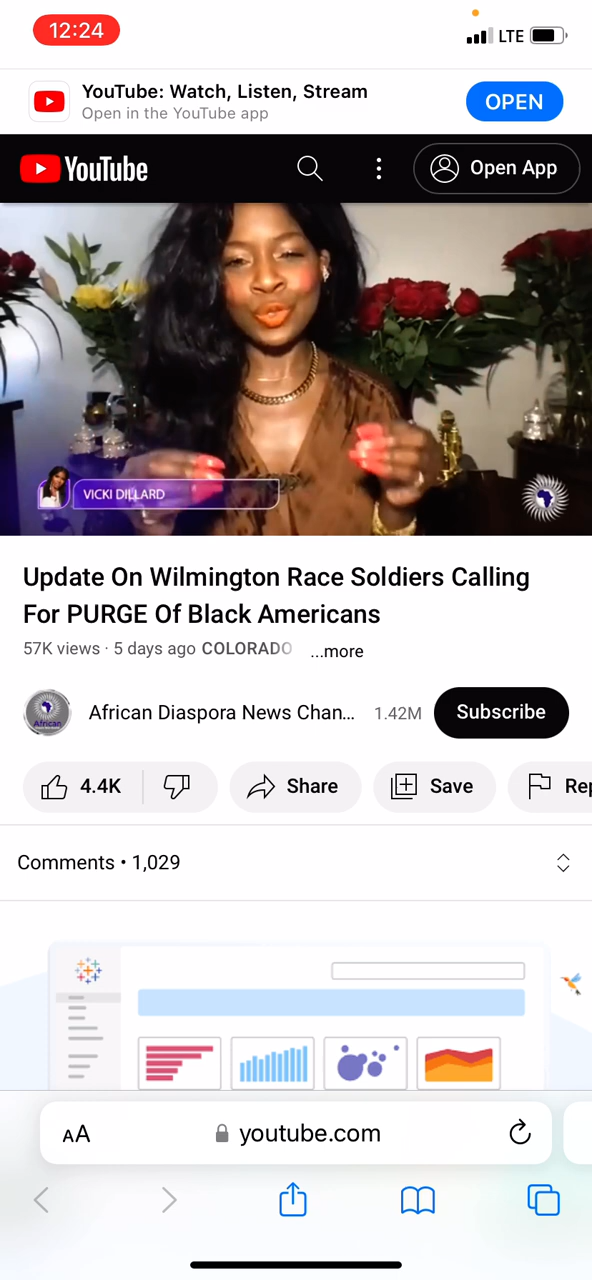 12:24
LTE
YouTube: Watch, Listen, Stream
Open in the YouTube app
OPEN
YouTube
Open App
VICKI DILLARD
Update On Wilmington Race Soldiers Calling
For PURGE Of Black Americans
57K views · 5 days ago COLORADO ...more
African
African Diaspora News Chan... 1.42M Subscribe
4.4K Share Save Rep
Comments • 1,029
AA youtube.com